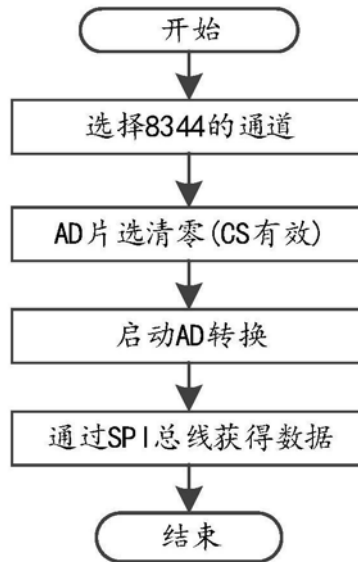 开始
选择8344的通道
AD片选清零(CS有效)
启动AD转换
通过SPI总线获得数据
结束